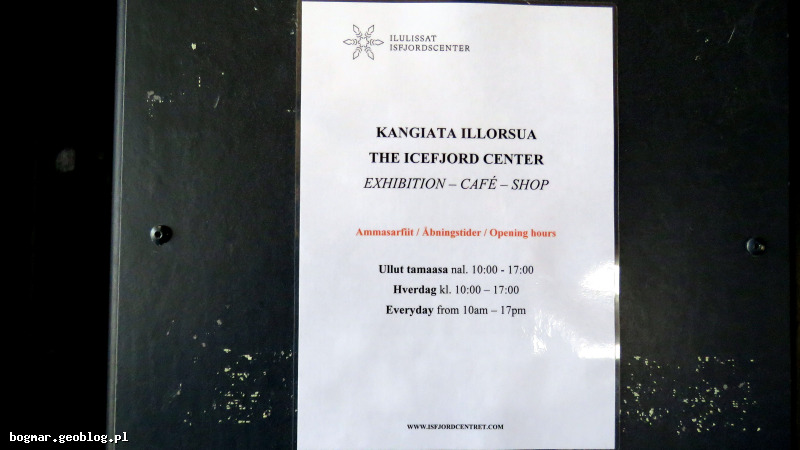 ILULISSAT
ISFJORDSCENTER
KANGIATA ILLORSUA
THE ICEFJORD CENTER
EXHIBITION – CAFÉ – SHOP
Ammasarfiit / Åbningstider / Opening hours
Ullut tamaasa nal. 10:00 - 17:00
Hverdag kl. 10:00 – 17:00
Everyday from 10am – 17pm
WWW.ISFJORDCENTRET.COM
bogmar.geoblog.pl